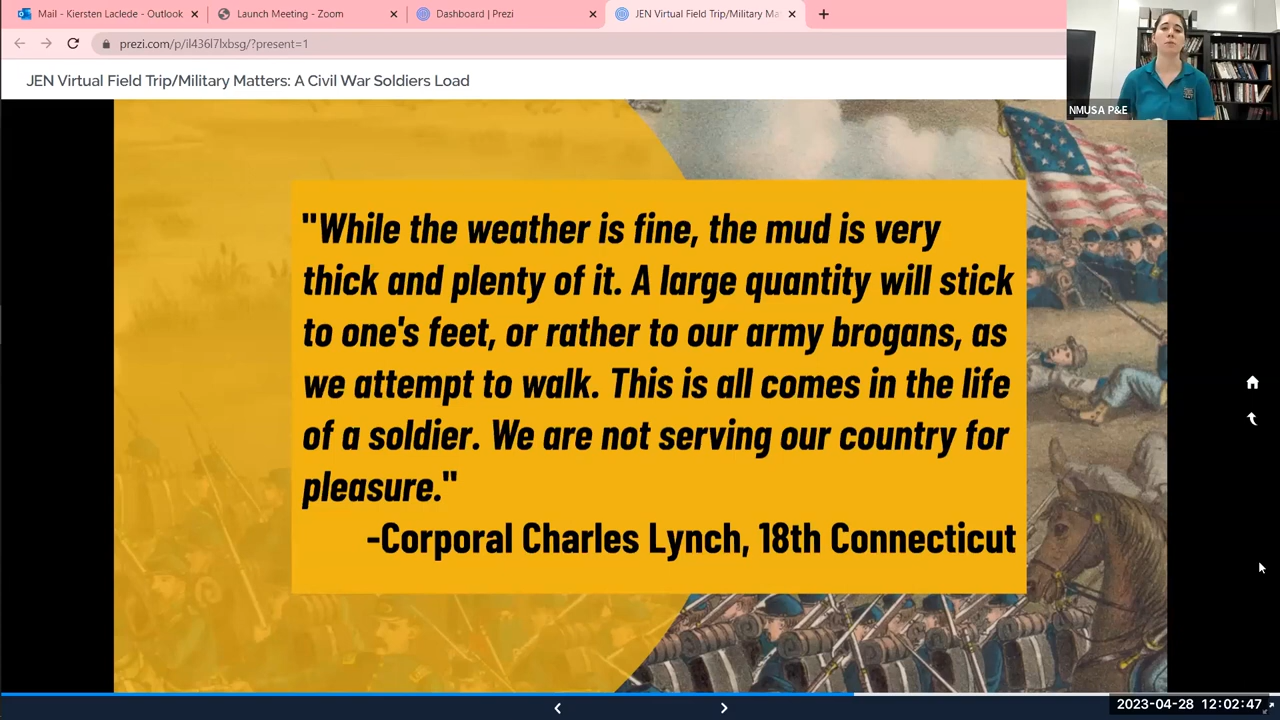 Mail - Kiersten Laclede - Outlook
Launch Meeting - Zoom
Dashboard | Prezi
JEN Virtual Field Trip/Military Ma
prezi.com/p/il436l7lxbsg/?present=1
JEN Virtual Field Trip/Military Matters: A Civil War Soldiers Load
NMUSA P&E
"While the weather is fine, the mud is very
thick and plenty of it. A large quantity will stick
to one's feet, or rather to our army brogans, as
we attempt to walk. This is all comes in the life
of a soldier. We are not serving our country for
pleasure."
-Corporal Charles Lynch, 18th Connecticut
2023-04-28 12:02:47